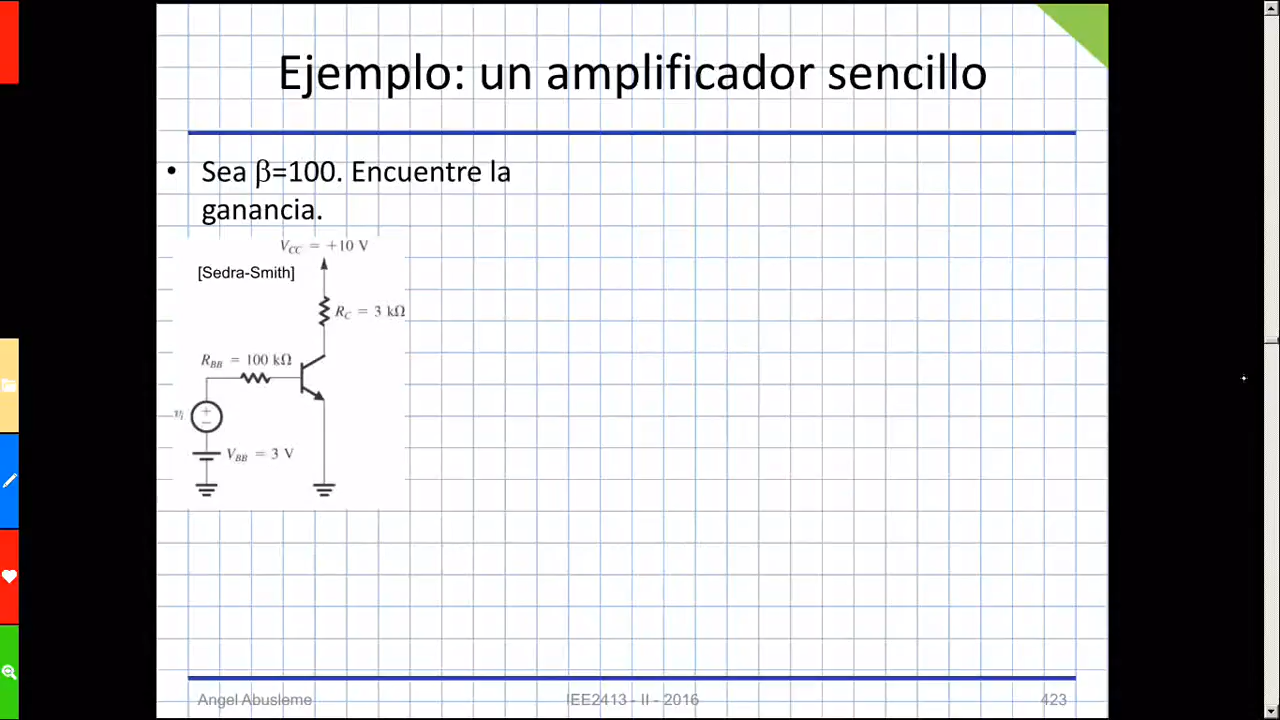 Ejemplo: un amplificador sencillo
• Sea β=100. Encuentre la
ganancia.
V_CC = +10 V
[Sedra-Smith]
R_C = 3 kΩ
R_BB = 100 kΩ
v_i
+
−
V_BB = 3 V
Angel Abusleme IEE2413 - II - 2016 423